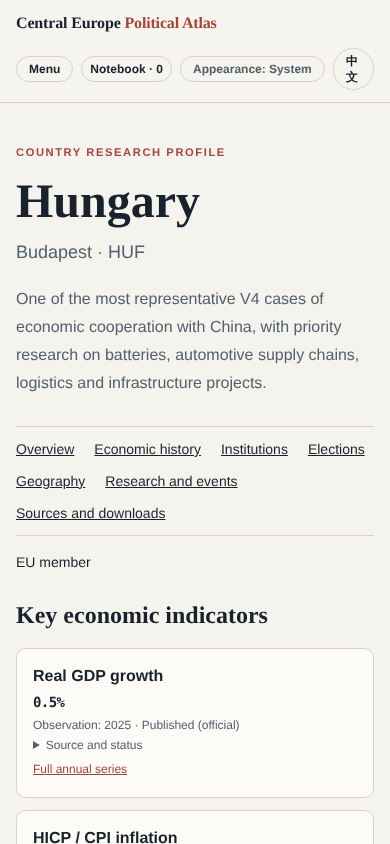 Central Europe Political Atlas
Menu
Notebook · 0
Appearance: System
中
文
COUNTRY RESEARCH PROFILE
Hungary
Budapest · HUF
One of the most representative V4 cases of
economic cooperation with China, with priority
research on batteries, automotive supply chains,
logistics and infrastructure projects.
Overview Economic history Institutions Elections
Geography Research and events
Sources and downloads
EU member
Key economic indicators
Real GDP growth
0.5%
Observation: 2025 · Published (official)
Source and status
Full annual series
HICP / CPI inflation